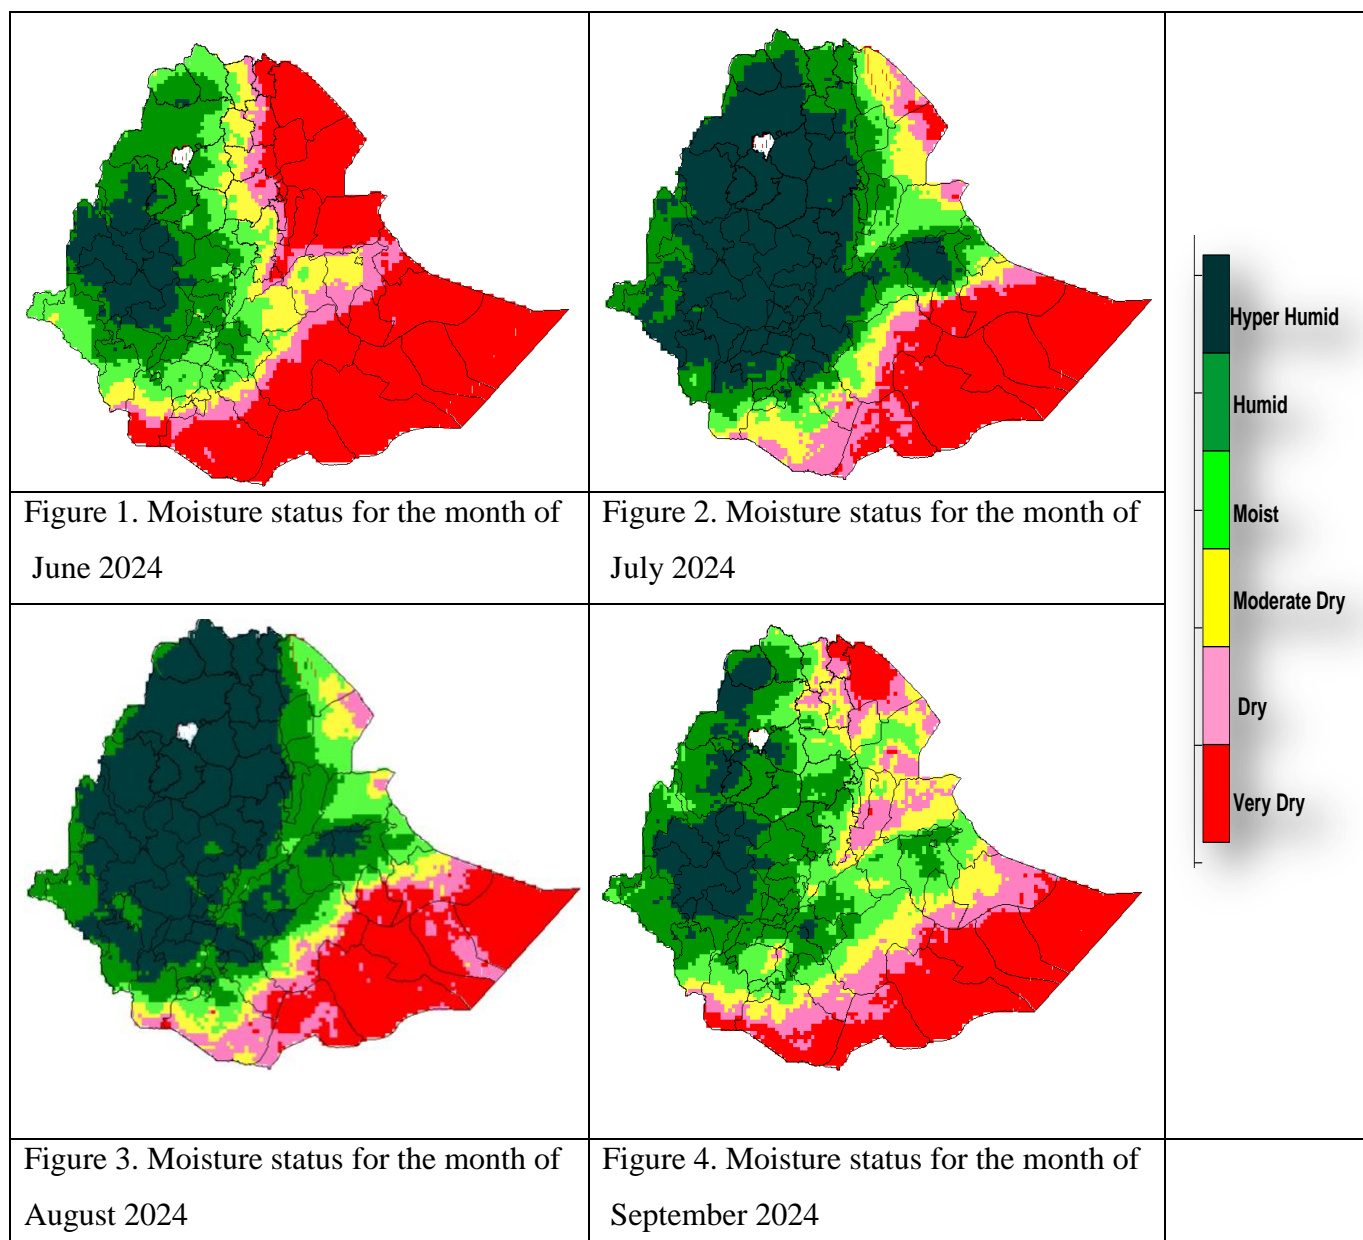 Figure 1. Moisture status for the month of
June 2024
Figure 2. Moisture status for the month of
July 2024
Hyper Humid
Humid
Moist
Moderate Dry
Dry
Very Dry
Figure 3. Moisture status for the month of
August 2024
Figure 4. Moisture status for the month of
September 2024